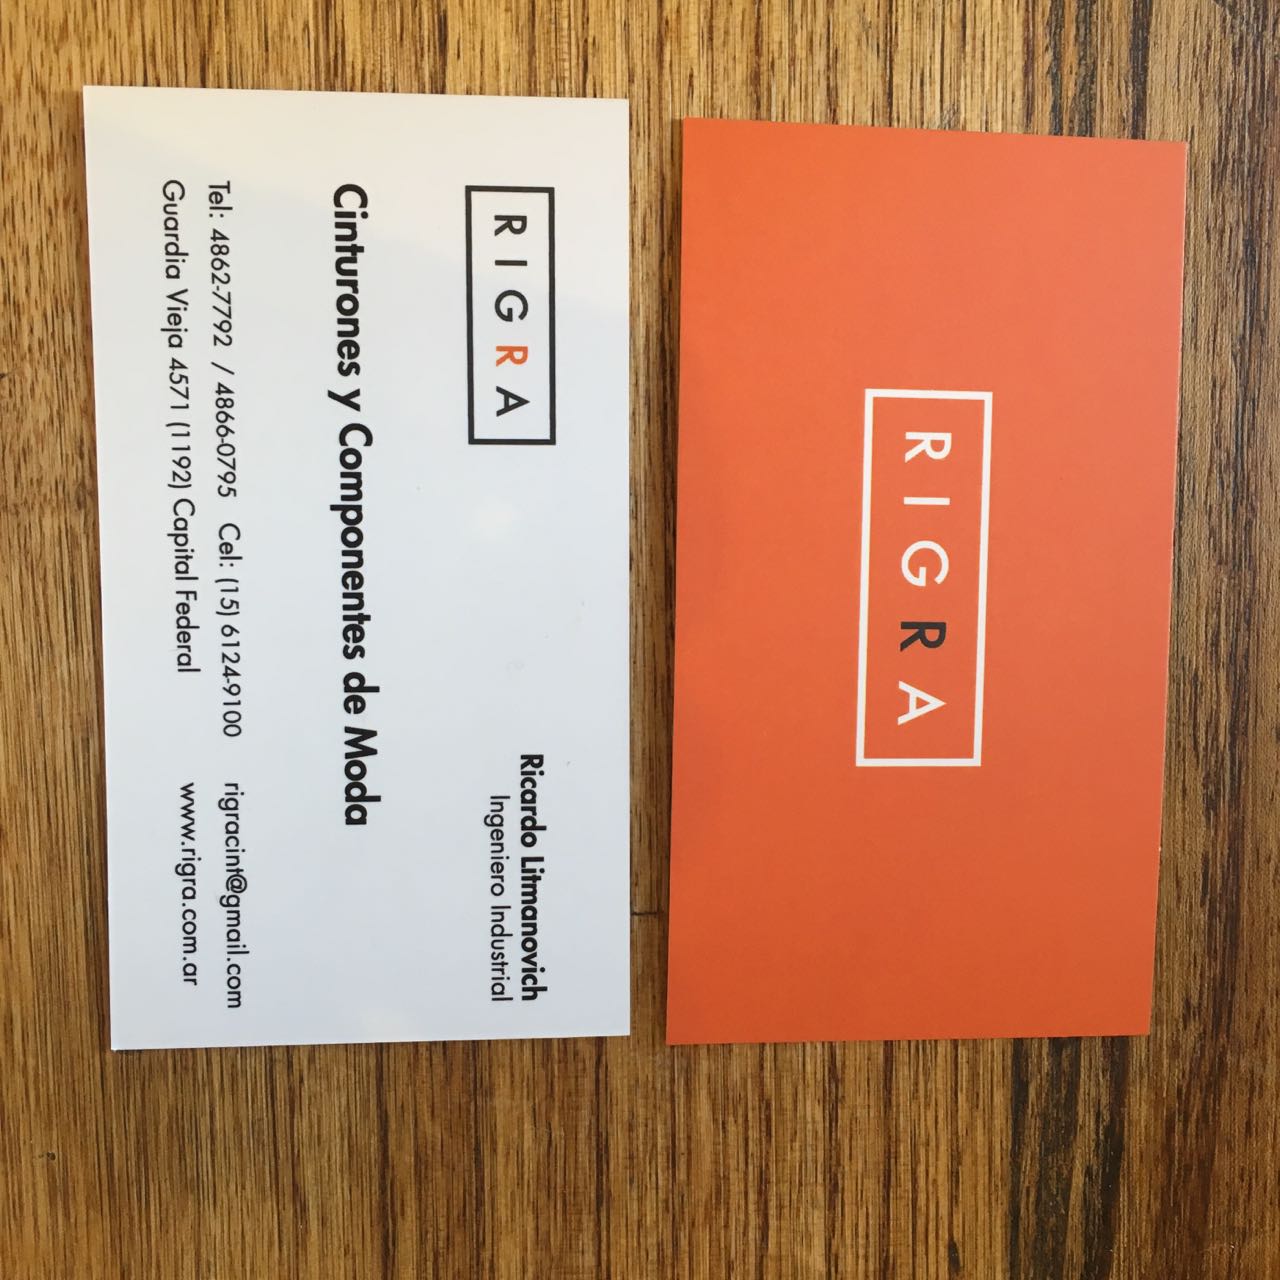 RIGRA
Ricardo Litmanovich
Ingeniero Industrial
Cinturones y Componentes de Moda
Tel: 4862-7792 / 4866-0795 Cel: (15) 6124-9100 rigracint@gmail.com
Guardia Vieja 4571 (1192) Capital Federal www.rigra.com.ar
RIGRA